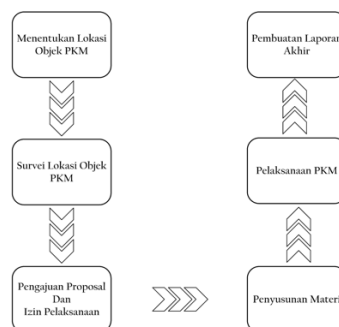 Menentukan Lokasi
Objek PKM
Survei Lokasi Objek
PKM
Pengajuan Proposal
Dan
Izin Pelaksanaan
Penyusunan Materi
Pelaksanaan PKM
Pembuatan Laporan
Akhir